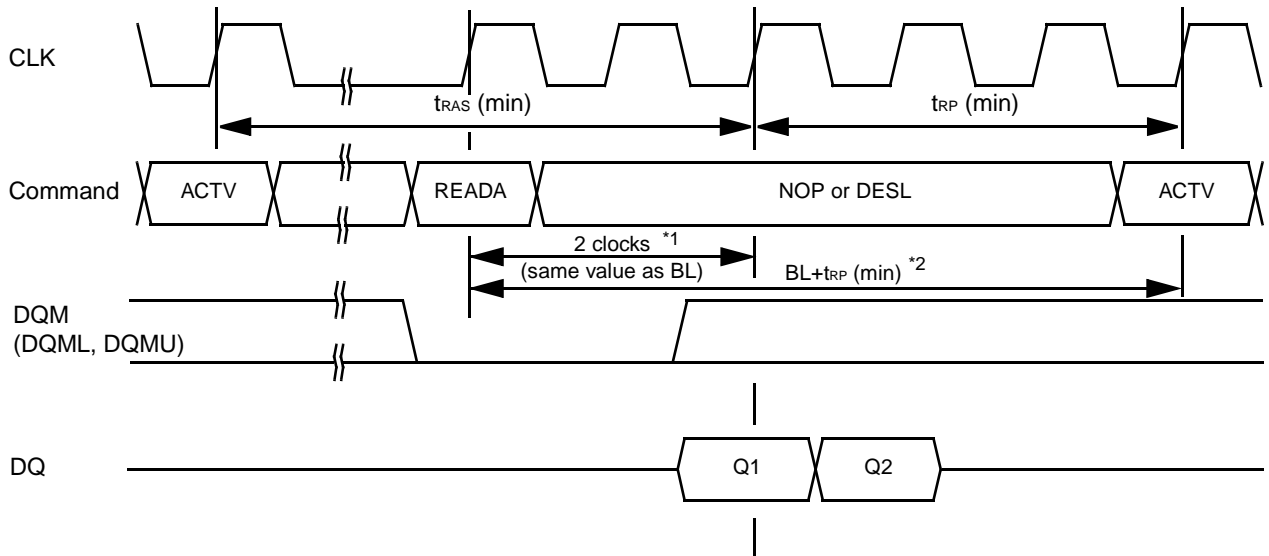 CLK
tRAS (min)
tRP (min)
Command
ACTV
READA
NOP or DESL
ACTV
2 clocks *1
(same value as BL)
BL+tRP (min) *2
DQM
(DQML, DQMU)
DQ
Q1
Q2